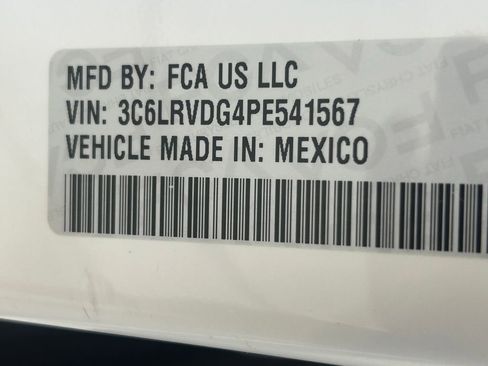 MFD BY: FCA US LLC
VIN: 3C6LRVDG4PE541567
VEHICLE MADE IN: MEXICO